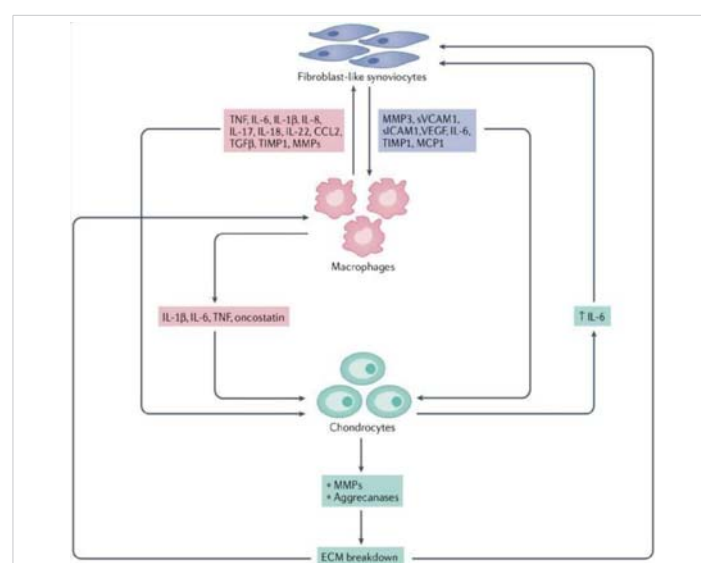 Fibroblast-like synoviocytes
TNF, IL-6, IL-1β, IL-8,
IL-17, IL-18, IL-22, CCL2,
TGFβ, TIMP1, MMPs
MMP3, sVCAM1,
sICAM1,VEGF, IL-6,
TIMP1, MCP1
Macrophages
IL-1β, IL-6, TNF, oncostatin
↑ IL-6
Chondrocytes
• MMPs
• Aggrecanases
ECM breakdown